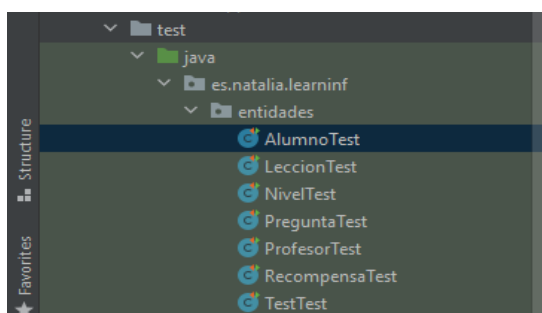 test
java
es.natalia.learninf
entidades
AlumnoTest
LeccionTest
NivelTest
PreguntaTest
ProfesorTest
RecompensaTest
TestTest
Structure
Favorites